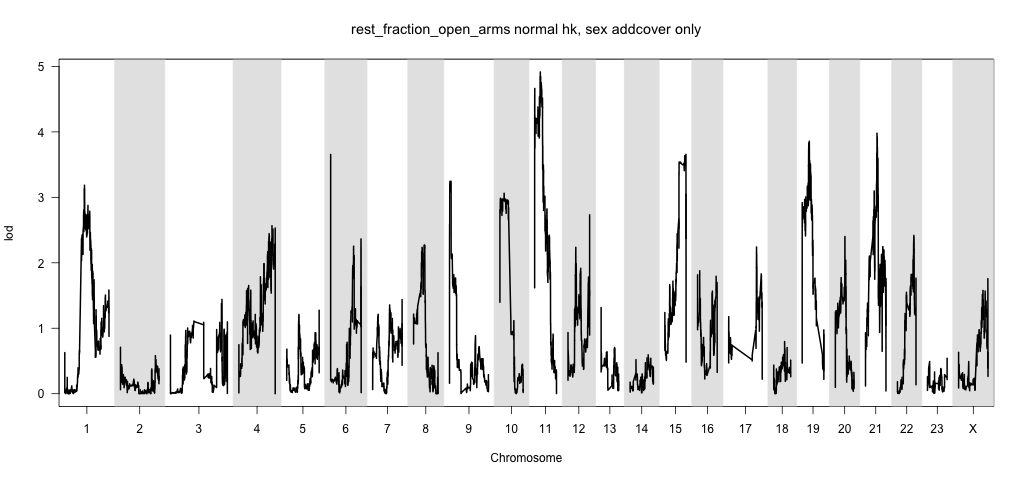 rest_fraction_open_arms normal hk, sex addcover only
5
4
3
2
1
0
lod
1 2 3 4 5 6 7 8 9 10 11 12 13 14 15 16 17 18 19 20 21 22 23 X
Chromosome